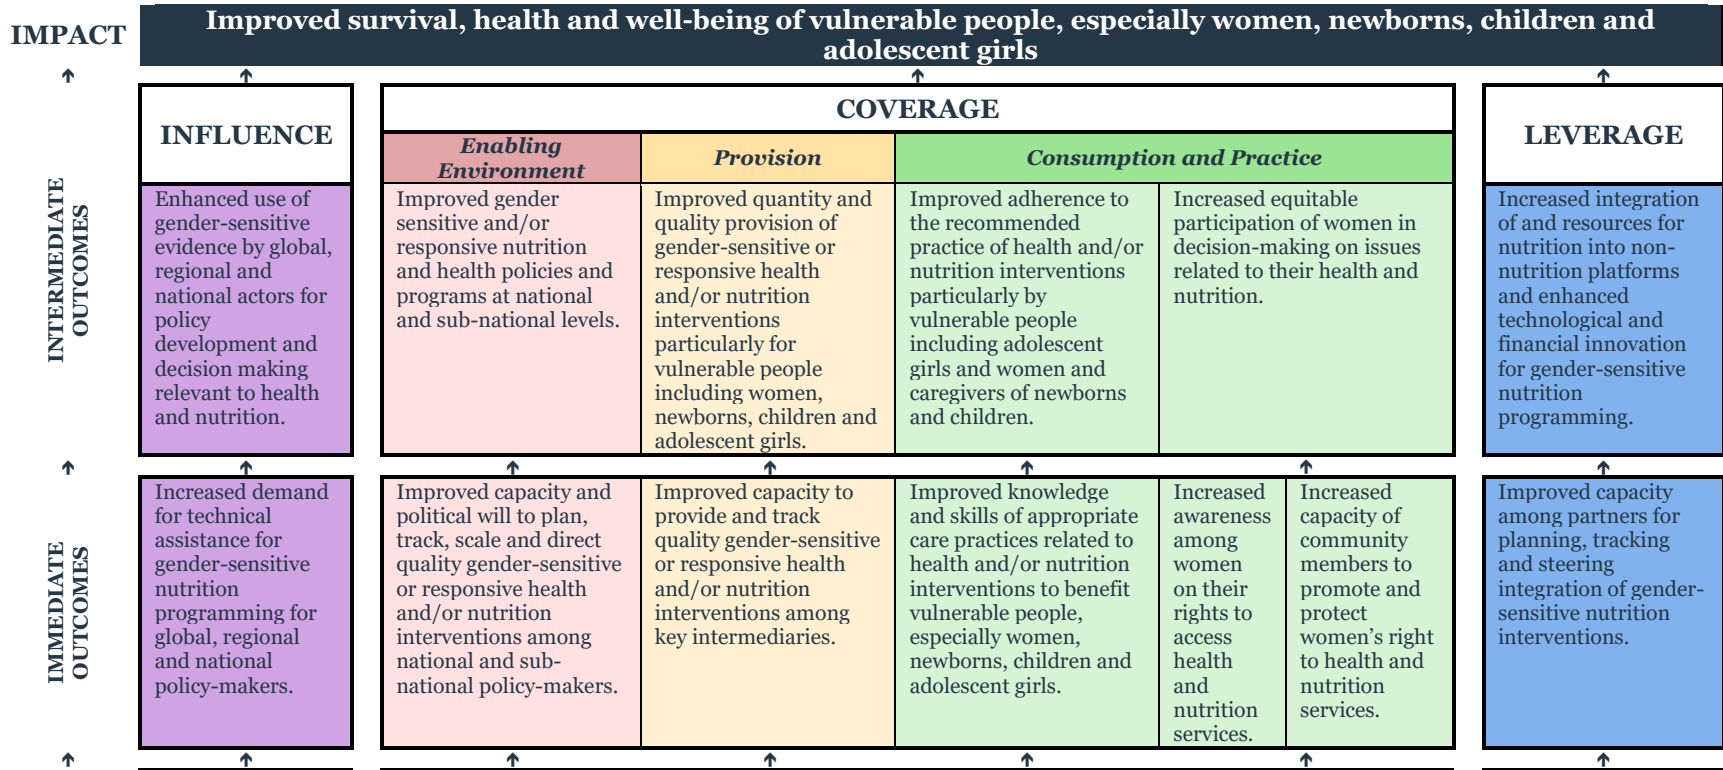 IMPACT
Improved survival, health and well-being of vulnerable people, especially women, newborns, children and
adolescent girls
INFLUENCE
COVERAGE
Enabling
Environment
Provision
Consumption and Practice
LEVERAGE
INTERMEDIATE
OUTCOMES
Enhanced use of
gender-sensitive
evidence by global,
regional and
national actors for
policy
development and
decision making
relevant to health
and nutrition.
Improved gender
sensitive and/or
responsive nutrition
and health policies and
programs at national
and sub-national levels.
Improved quantity and
quality provision of
gender-sensitive or
responsive health
and/or nutrition
interventions
particularly for
vulnerable people
including women,
newborns, children and
adolescent girls.
Improved adherence to
the recommended
practice of health and/or
nutrition interventions
particularly by
vulnerable people
including adolescent
girls and women and
caregivers of newborns
and children.
Increased equitable
participation of women in
decision-making on issues
related to their health and
nutrition.
Increased integration
of and resources for
nutrition into non-
nutrition platforms
and enhanced
technological and
financial innovation
for gender-sensitive
nutrition
programming.
IMMEDIATE
OUTCOMES
Increased demand
for technical
assistance for
gender-sensitive
nutrition
programming for
global, regional
and national
policy-makers.
Improved capacity and
political will to plan,
track, scale and direct
quality gender-sensitive
or responsive health
and/or nutrition
interventions among
national and sub-
national policy-makers.
Improved capacity to
provide and track
quality gender-sensitive
or responsive health
and/or nutrition
interventions among
key intermediaries.
Improved knowledge
and skills of appropriate
care practices related to
health and/or nutrition
interventions to benefit
vulnerable people,
especially women,
newborns, children and
adolescent girls.
Increased
awareness
among
women
on their
rights to
access
health
and
nutrition
services.
Increased
capacity of
community
members to
promote and
protect
women's right
to health and
nutrition
services.
Improved capacity
among partners for
planning, tracking
and steering
integration of gender-
sensitive nutrition
interventions.